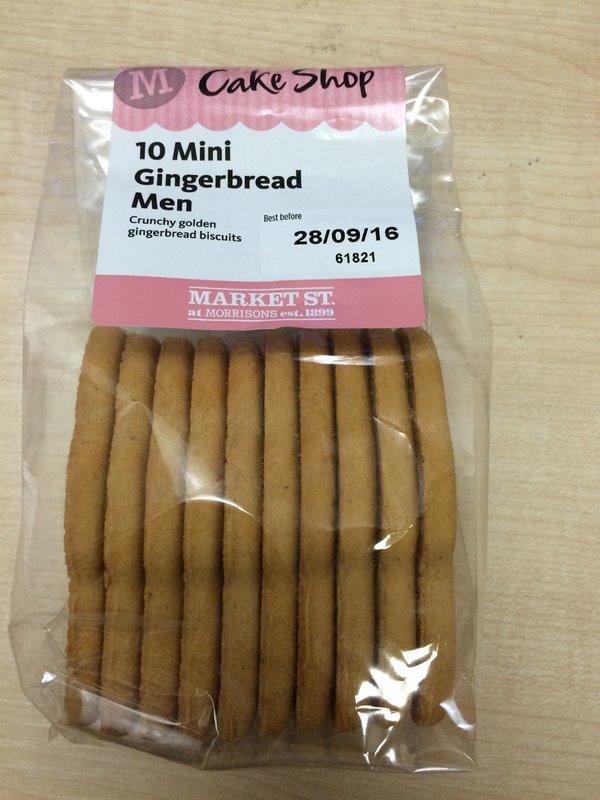 M Cake Shop
10 Mini
Gingerbread
Men
Crunchy golden
gingerbread biscuits
Best before
28/09/16
61821
MARKET ST.
at MORRISONS est. 1899